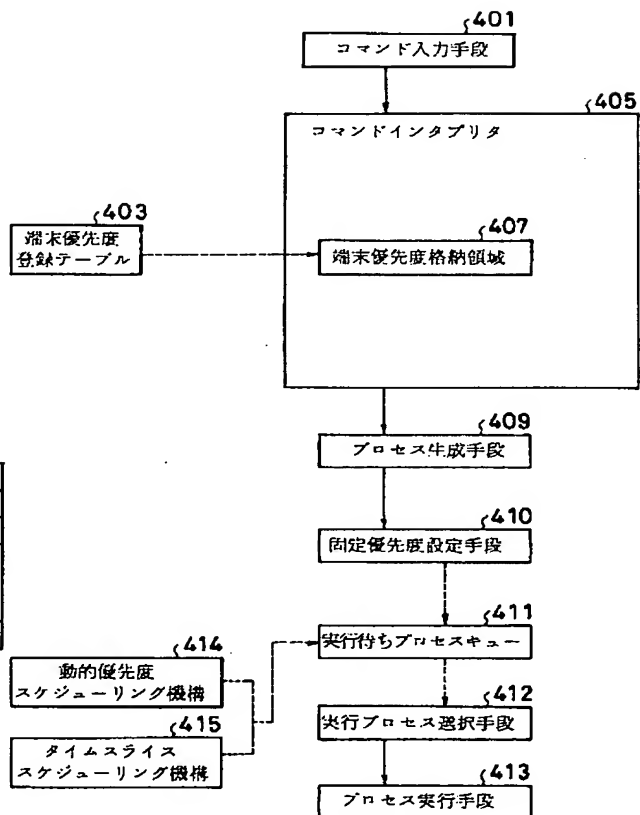 401
コマンド入力手段
405
コマンドインタプリタ
403
端末優先度
登録テーブル
407
端末優先度格納領域
409
プロセス生成手段
410
固定優先度設定手段
411
実行待ちプロセスキュー
414
動的優先度
スケジューリング機構
412
実行プロセス選択手段
415
タイムスライス
スケジューリング機構
413
プロセス実行手段